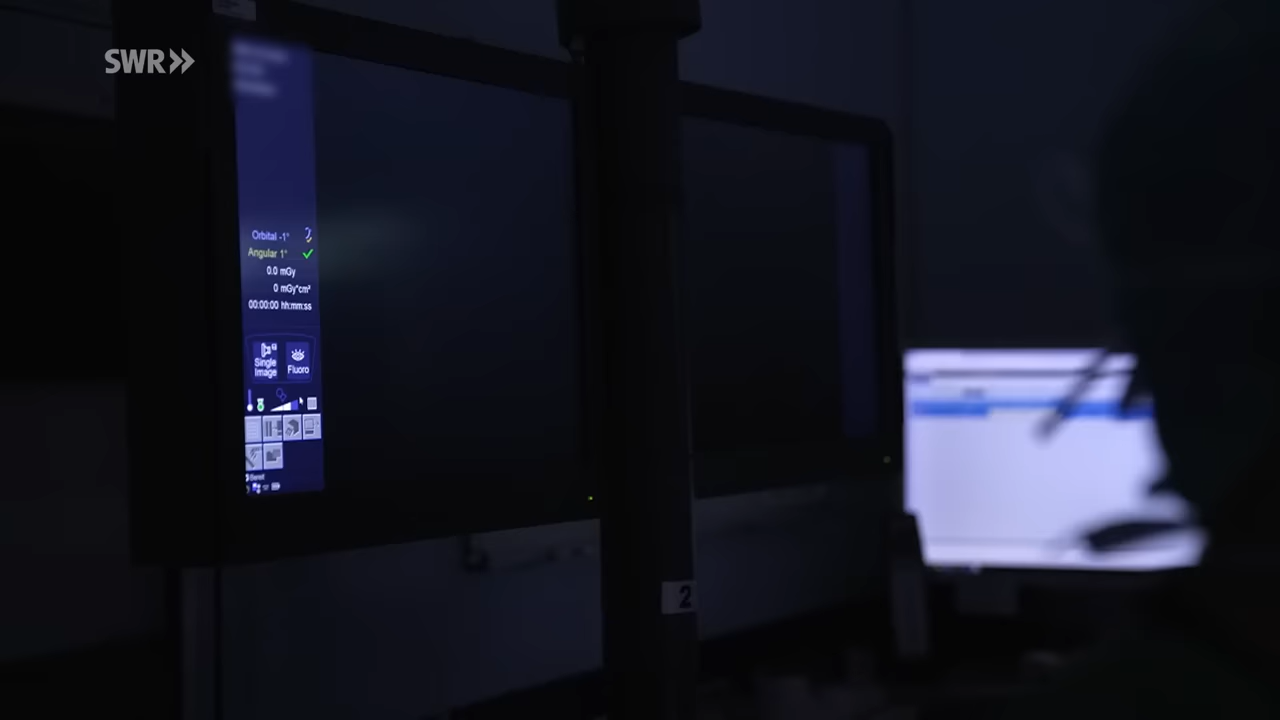 SWR
Orbital -1°
Angular 1°
0.0 mGy
0 mGy*cm²
00:00:00 hh:mm:ss
Single
Image
Fluoro
Bereit
2